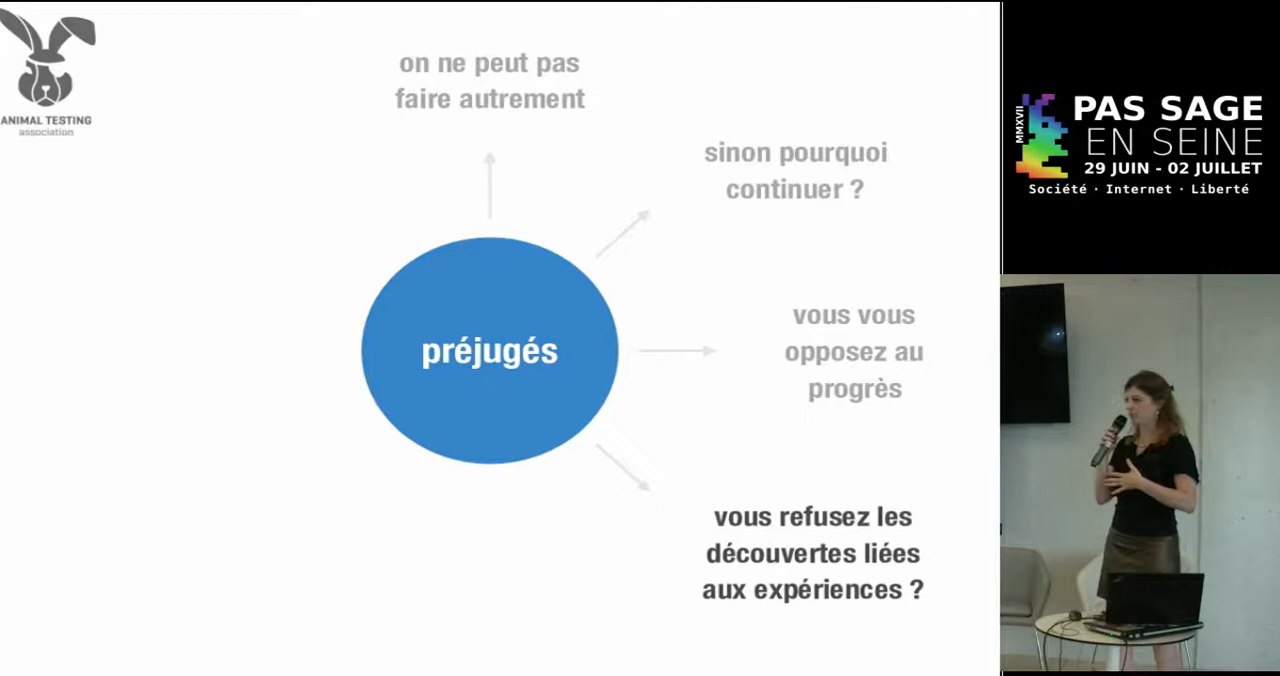 ANIMAL TESTING
association
on ne peut pas
faire autrement
sinon pourquoi
continuer ?
préjugés
vous vous
opposez au
progrès
vous refusez les
découvertes liées
aux expériences ?
MMXVII
PAS SAGE
EN SEINE
29 JUIN - 02 JUILLET
Société · Internet · Liberté